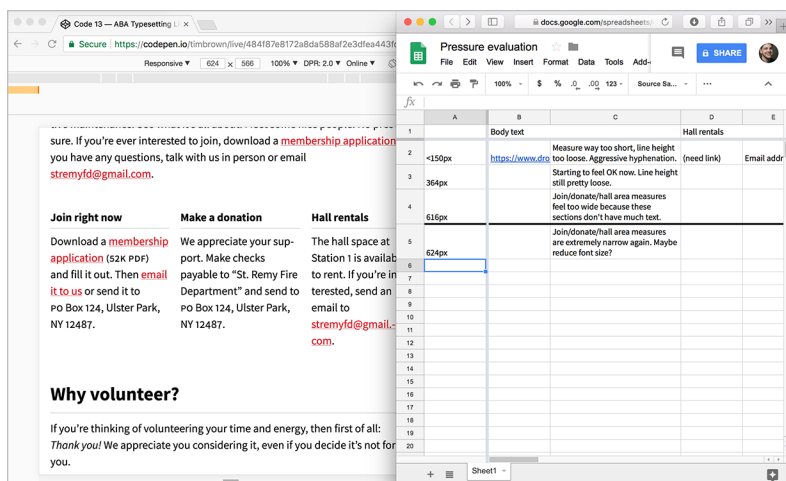 Code 13 — ABA Typesetting Li
Secure | https://codepen.io/timbrown/live/484f87e8172a8da588af2e3dfea443fc
Responsive ▼ 624 x 566 100% ▼ DPR: 2.0 ▼ Online ▼
sure. If you’re ever interested to join, download a membership application
you have any questions, talk with us in person or email
stremyfd@gmail.com.
Join right now
Download a membership
application (52K PDF)
and fill it out. Then email
it to us or send it to
PO Box 124, Ulster Park,
NY 12487.
Make a donation
We appreciate your sup-
port. Make checks
payable to “St. Remy Fire
Department” and send to
PO Box 124, Ulster Park,
NY 12487.
Hall rentals
The hall space at
Station 1 is availab
to rent. If you’re in
terested, send an
email to
stremyfd@gmail.-
com.
Why volunteer?
If you’re thinking of volunteering your time and energy, then first of all:
Thank you! We appreciate you considering it, even if you decide it’s not for
you.
docs.google.com/spreadsheets/
Pressure evaluation
File Edit View Insert Format Data Tools Add-
SHARE
100% $ % .0 .00 123 Source Sa... ...
fx
A B C D E
1 Body text Hall rentals
2 <150px https://www.dro Measure way too short, line height too loose. Aggressive hyphenation. (need link) Email addr
3 364px Starting to feel OK now. Line height still pretty loose.
4 616px Join/donate/hall area measures feel too wide because these sections don't have much text.
5 624px Join/donate/hall area measures are extremely narrow again. Maybe reduce font size?
6
7
8
9
10
11
12
13
14
15
16
17
18
19
20
Sheet1